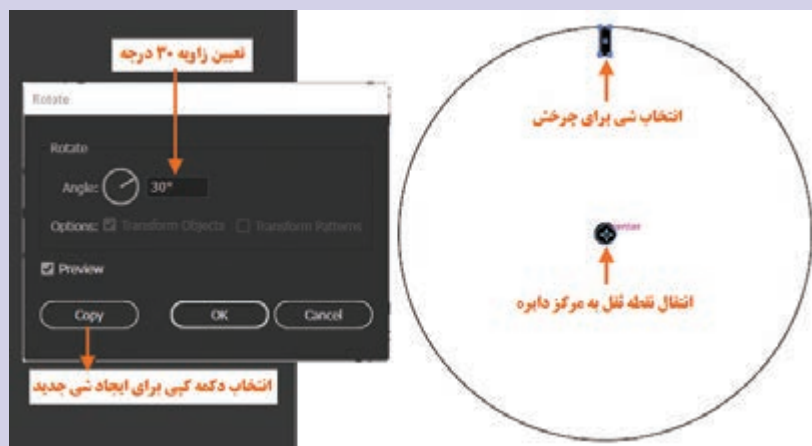 تعیین زاویه ۳۰ درجه
Rotate
Rotate
Angle: 30°
Options: Transform Objects Transform Patterns
Preview
Copy OK Cancel
انتخاب دکمه کپی برای ایجاد شی جدید
انتخاب شی برای چرخش
center
انتقال نقطه ثقل به مرکز دایره